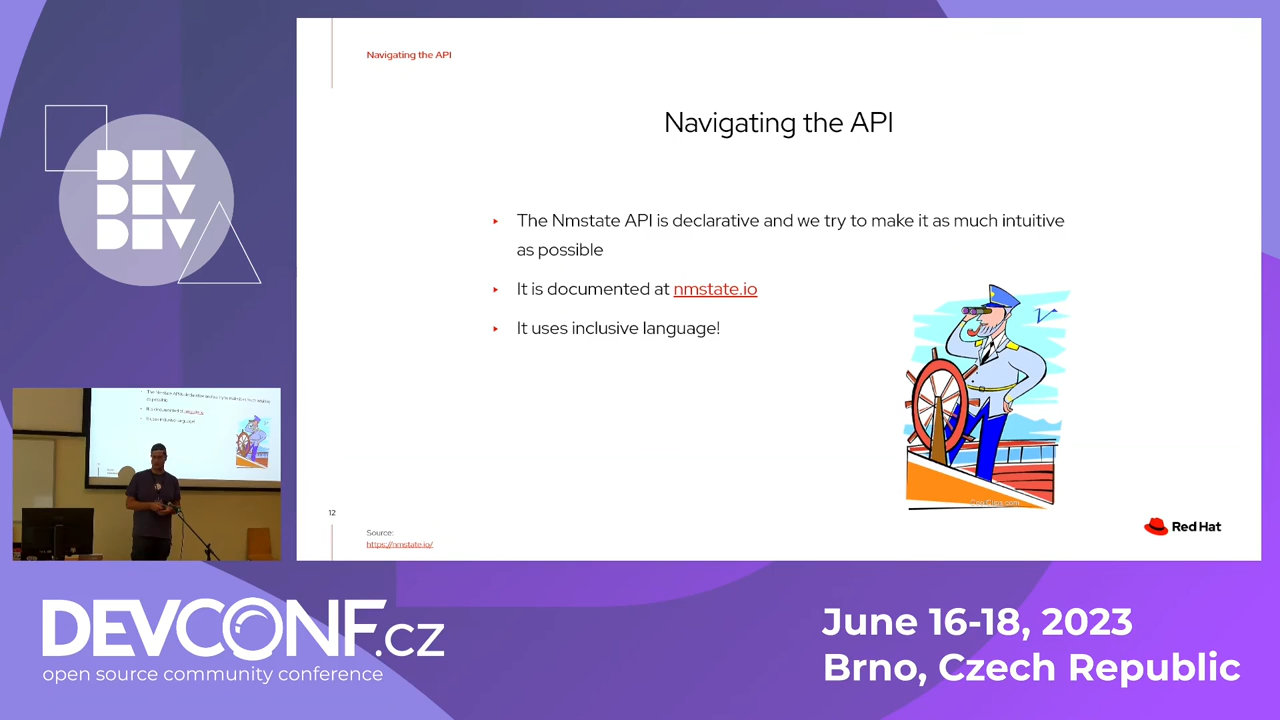 Navigating the API
Navigating the API
The Nmstate API is declarative and we try to make it as much intuitive
as possible
It is documented at nmstate.io
It uses inclusive language!
12
Source:
https://nmstate.io/
Red Hat
DEV
DEV
DEV
DEVCONF.cz
open source community conference
June 16-18, 2023
Brno, Czech Republic